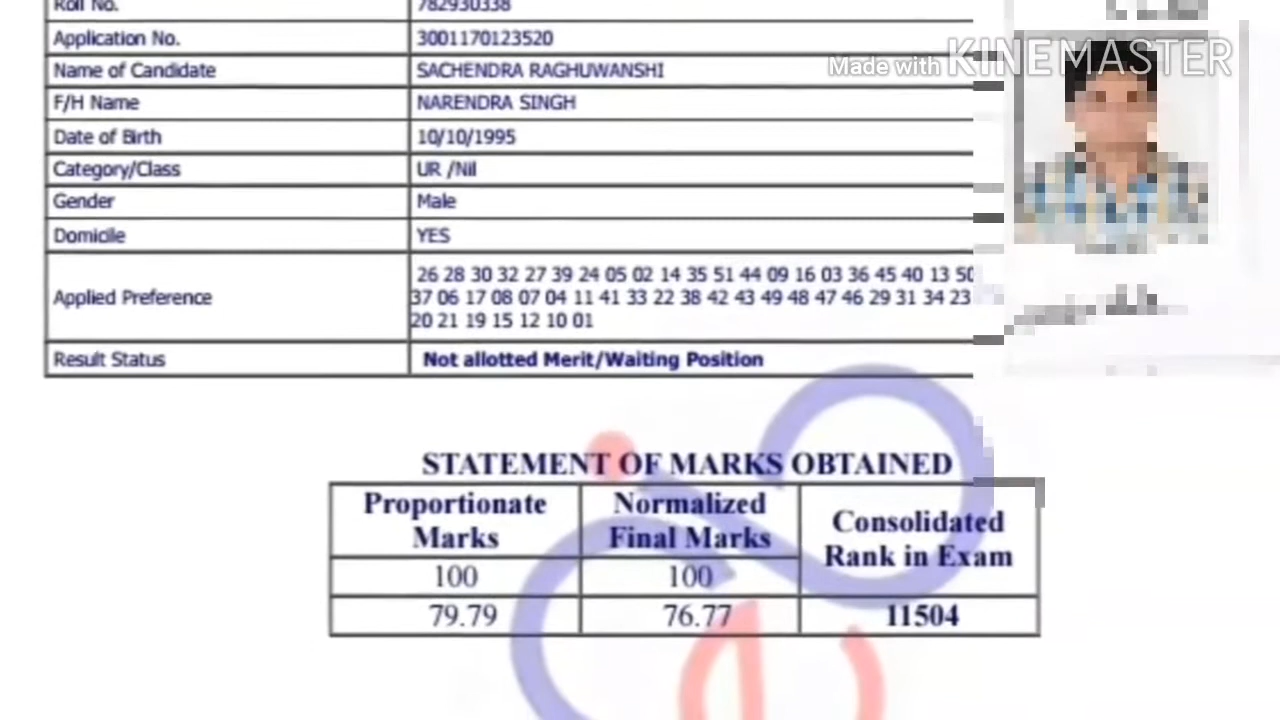 Roll No. 782930338
Application No. 3001170123520
Made with KINEMASTER
Name of Candidate SACHENDRA RAGHUWANSHI
F/H Name NARENDRA SINGH
Date of Birth 10/10/1995
Category/Class UR /Nil
Gender Male
Domicile YES
Applied Preference 26 28 30 32 27 39 24 05 02 14 35 51 44 09 16 03 36 45 40 13 50
37 06 17 08 07 04 11 41 33 22 38 42 43 49 48 47 46 29 31 34 23
20 21 19 15 12 10 01
Result Status Not allotted Merit/Waiting Position
STATEMENT OF MARKS OBTAINED
Proportionate Marks Normalized Final Marks Consolidated Rank in Exam
100 100
79.79 76.77 11504